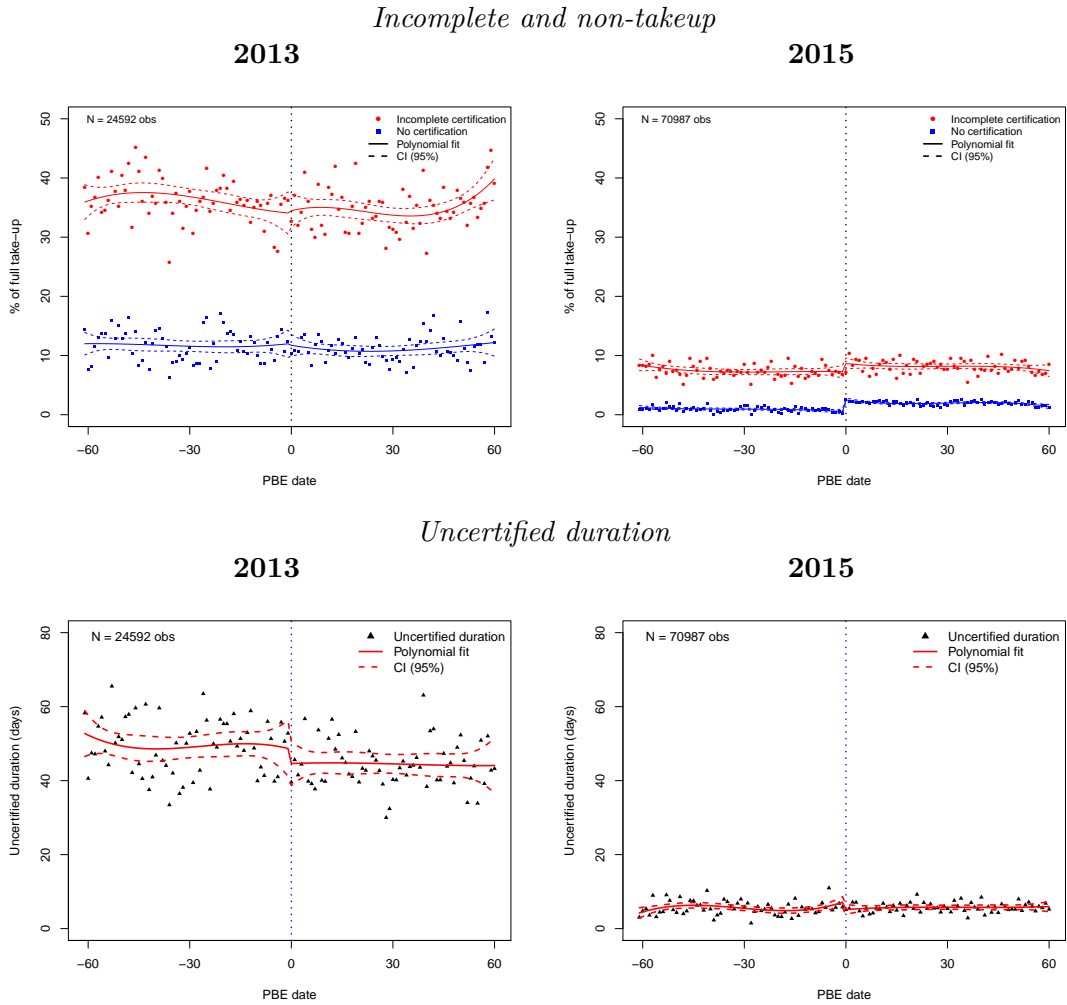 Incomplete and non-takeup
2013
2015
N = 24592 obs
Incomplete certification
No certification
Polynomial fit
CI (95%)
% of full take−up
0
10
20
30
40
50
−60
−30
0
30
60
PBE date
N = 70987 obs
Incomplete certification
No certification
Polynomial fit
CI (95%)
% of full take−up
0
10
20
30
40
50
−60
−30
0
30
60
PBE date
Uncertified duration
2013
2015
N = 24592 obs
Uncertified duration
Polynomial fit
CI (95%)
Uncertified duration (days)
0
20
40
60
80
−60
−30
0
30
60
PBE date
N = 70987 obs
Uncertified duration
Polynomial fit
CI (95%)
Uncertified duration (days)
0
20
40
60
80
−60
−30
0
30
60
PBE date